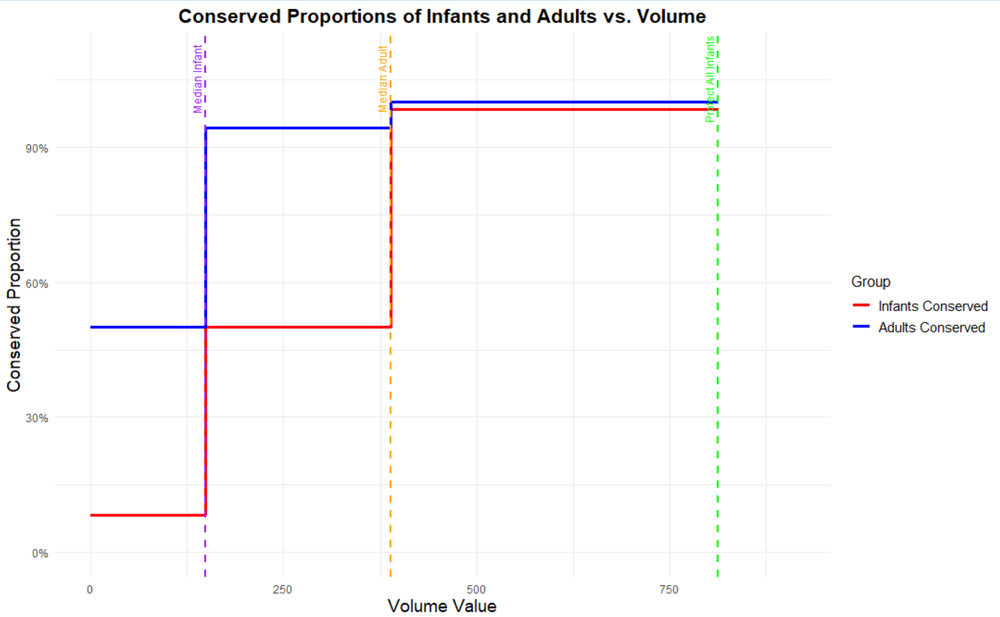 Conserved Proportions of Infants and Adults vs. Volume
Median Infant
Median Adult
Protect All Infants
90%
60%
30%
0%
Conserved Proportion
0
250
500
750
Volume Value
Group
Infants Conserved
Adults Conserved